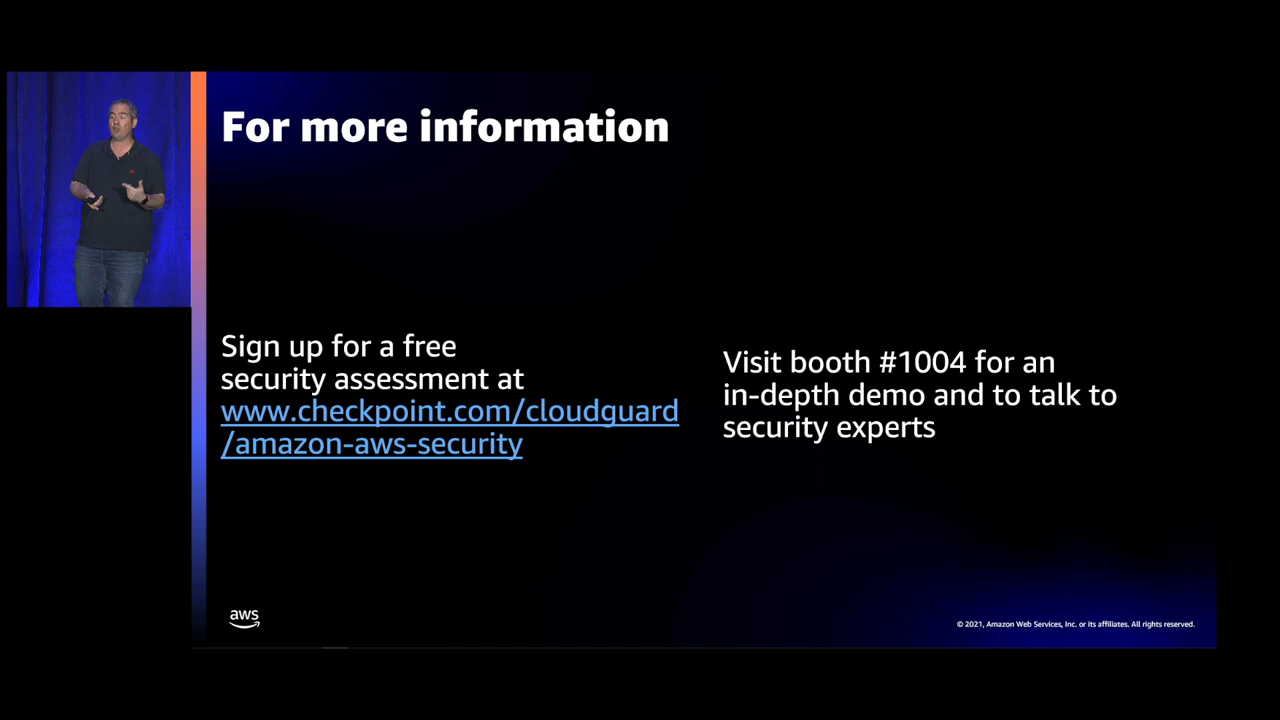 For more information
Sign up for a free
security assessment at
www.checkpoint.com/cloudguard
/amazon-aws-security
Visit booth #1004 for an
in-depth demo and to talk to
security experts
aws
© 2021, Amazon Web Services, Inc. or its affiliates. All rights reserved.